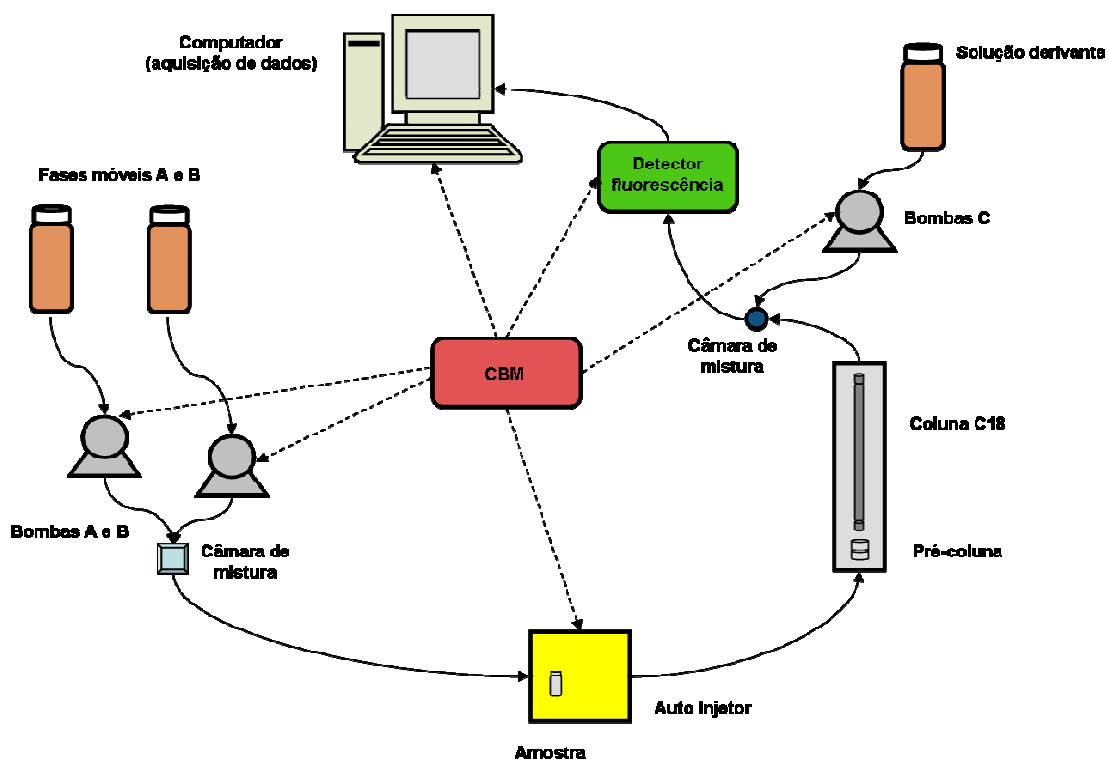 Computador
(aquisição de dados)
Solução derivante
Detector
fluorescência
Fases móveis A e B
Bombas C
Câmara de
mistura
CBM
Coluna C18
Bombas A e B
Câmara de
mistura
Pré-coluna
Auto Injetor
Amostra